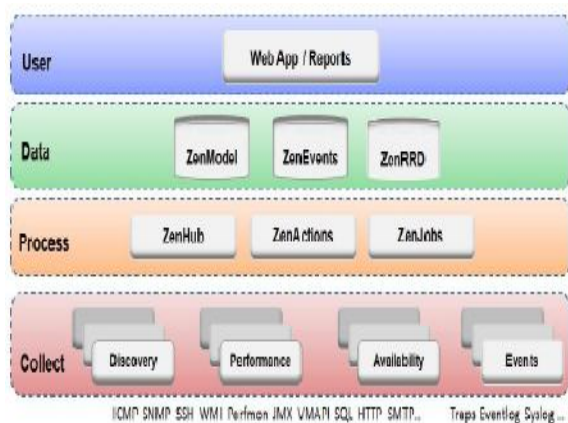 User
Web App / Reports
Data
ZenModel
ZenEvents
ZenRRD
Process
ZenHub
ZenActions
ZenJobs
Collect
Discovery
Performance
Availability
Events
ICMP SNMP SSH WMI Perfmon JMX VMAPI SQL HTTP SMTP...
Traps Eventlog Syslog ...